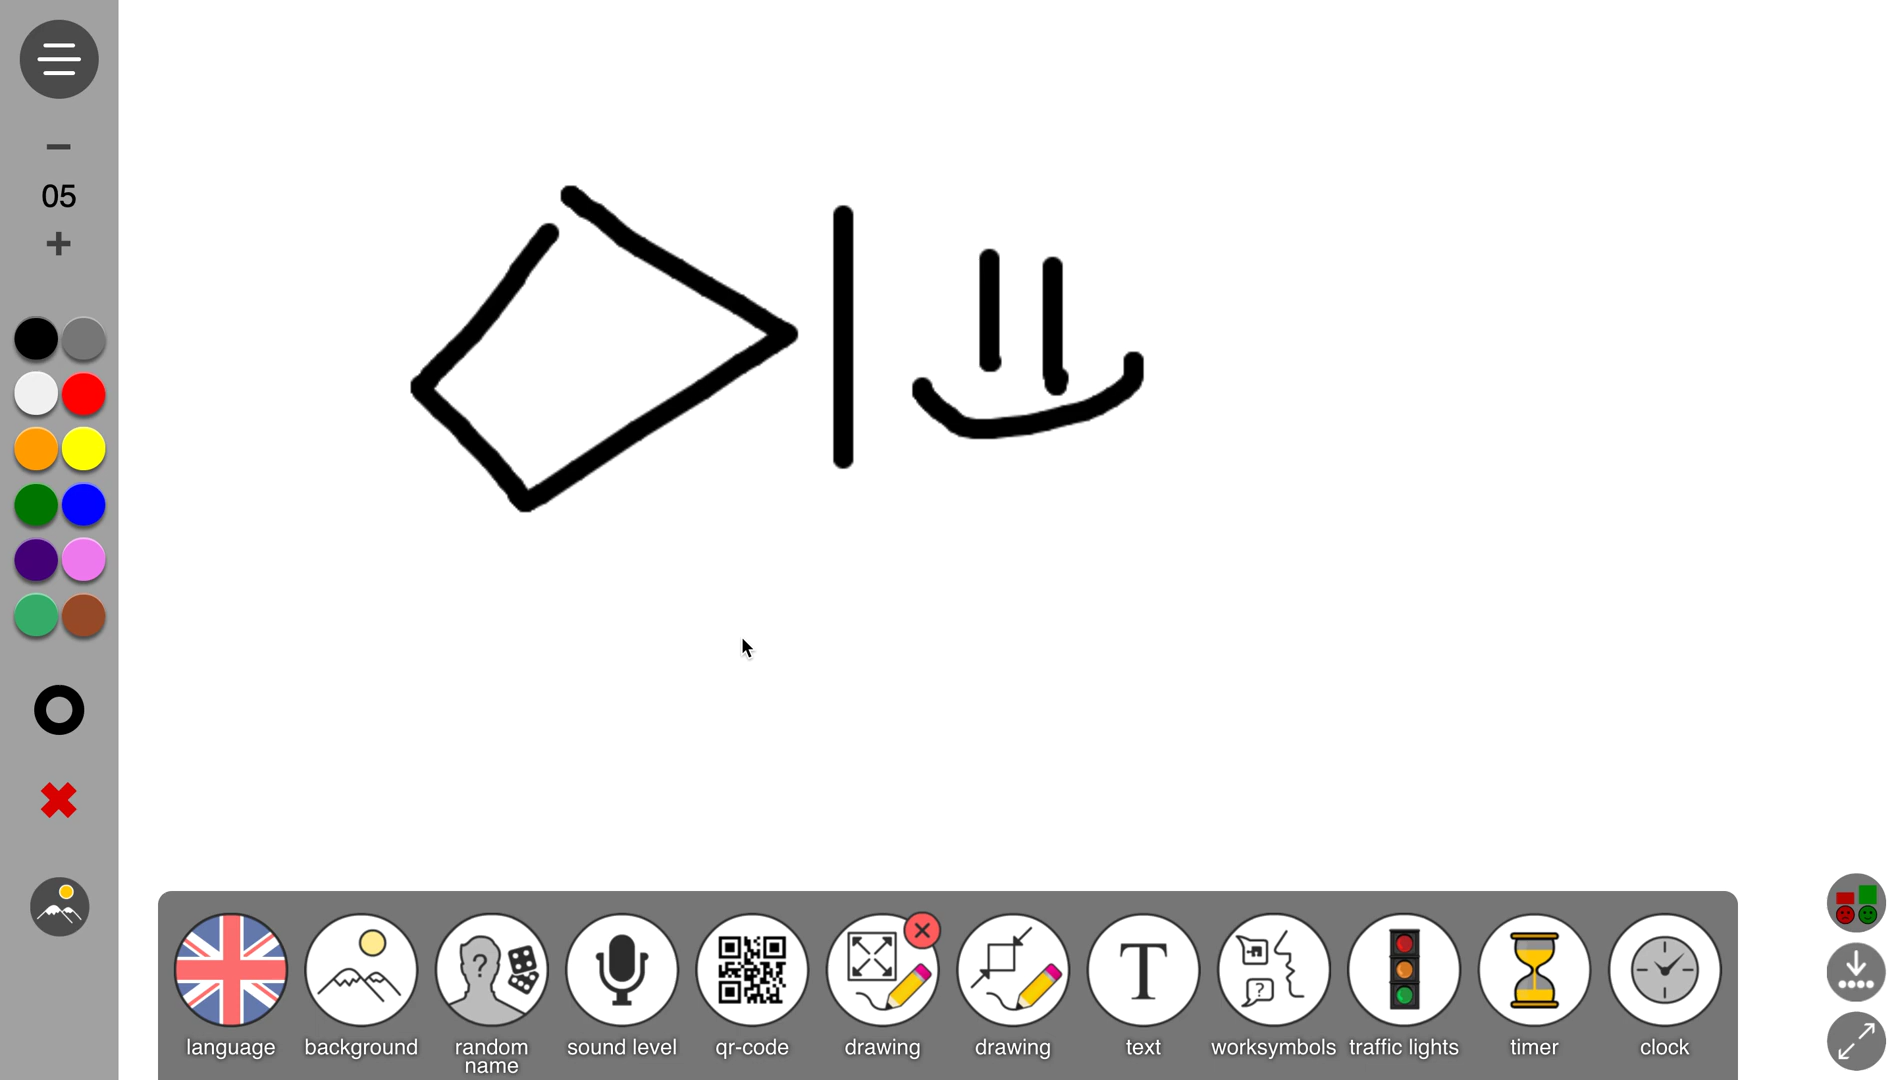 05
language
background
random
name
sound level
qr-code
drawing
drawing
T
text
worksymbols
traffic lights
timer
clock